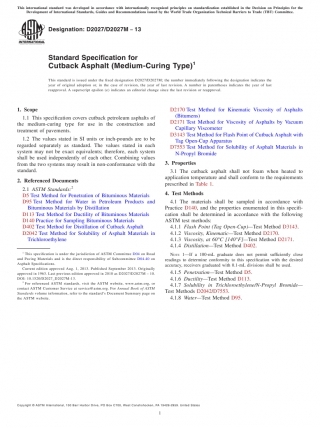 This international standard was developed in accordance with internationally recognized principles on standardization established in the Decision on Principles for the
Development of International Standards, Guides and Recommendations issued by the World Trade Organization Technical Barriers to Trade (TBT) Committee.
Designation: D2027/D2027M − 13
INTERNATIONAL
Standard Specification for
Cutback Asphalt (Medium-Curing Type)1
This standard is issued under the fixed designation D2027/D2027M; the number immediately following the designation indicates the
year of original adoption or, in the case of revision, the year of last revision. A number in parentheses indicates the year of last
reapproval. A superscript epsilon (ε) indicates an editorial change since the last revision or reapproval.
1. Scope
1.1 This specification covers cutback petroleum asphalts of
the medium-curing type for use in the construction and
treatment of pavements.
1.2 The values stated in SI units or inch-pounds are to be
regarded separately as standard. The values stated in each
system may not be exact equivalents; therefore, each system
shall be used independently of each other. Combining values
from the two systems may result in non-conformance with the
standard.
2. Referenced Documents
2.1 ASTM Standards:2
D5 Test Method for Penetration of Bituminous Materials
D95 Test Method for Water in Petroleum Products and
Bituminous Materials by Distillation
D113 Test Method for Ductility of Bituminous Materials
D140 Practice for Sampling Bituminous Materials
D402 Test Method for Distillation of Cutback Asphalt
D2042 Test Method for Solubility of Asphalt Materials in
Trichloroethylene
1 This specification is under the jurisdiction of ASTM Committee D04 on Road
and Paving Materials and is the direct responsibility of Subcommittee D04.40 on
Asphalt Specifications.
Current edition approved Aug. 1, 2013. Published September 2013. Originally
approved in 1962. Last previous edition approved in 2010 as D2027/D2027M – 10.
DOI: 10.1520/D2027_D2027M-13.
2 For referenced ASTM standards, visit the ASTM website, www.astm.org, or
contact ASTM Customer Service at service@astm.org. For Annual Book of ASTM
Standards volume information, refer to the standard's Document Summary page on
the ASTM website.
D2170 Test Method for Kinematic Viscosity of Asphalts
(Bitumens)
D2171 Test Method for Viscosity of Asphalts by Vacuum
Capillary Viscometer
D3143 Test Method for Flash Point of Cutback Asphalt with
Tag Open-Cup Apparatus
D7553 Test Method for Solubility of Asphalt Materials in
N-Propyl Bromide
3. Properties
3.1 The cutback asphalt shall not foam when heated to
application temperature and shall conform to the requirements
prescribed in Table 1.
4. Test Methods
4.1 The materials shall be sampled in accordance with
Practice D140, and the properties enumerated in this specifi-
cation shall be determined in accordance with the following
ASTM test methods:
4.1.1 Flash Point (Tag Open-Cup)—Test Method D3143.
4.1.2 Viscosity, Kinematic—Test Method D2170.
4.1.3 Viscosity, at 60°C [140°F]—Test Method D2171.
4.1.4 Distillation—Test Method D402.
NOTE 1—If a 100-mL graduate does not permit sufficiently close
readings to determine conformity to this specification with the desired
accuracy, receivers graduated with 0.1 mL divisions shall be used.
4.1.5 Penetration—Test Method D5.
4.1.6 Ductility—Test Method D113.
4.1.7 Solubility in Trichloroethylene/N-Propyl Bromide—
Test Methods D2042/D7553.
4.1.8 Water—Test Method D95.
Copyright © ASTM International, 100 Barr Harbor Drive, PO Box C700, West Conshohocken, PA 19428-2959. United States
1